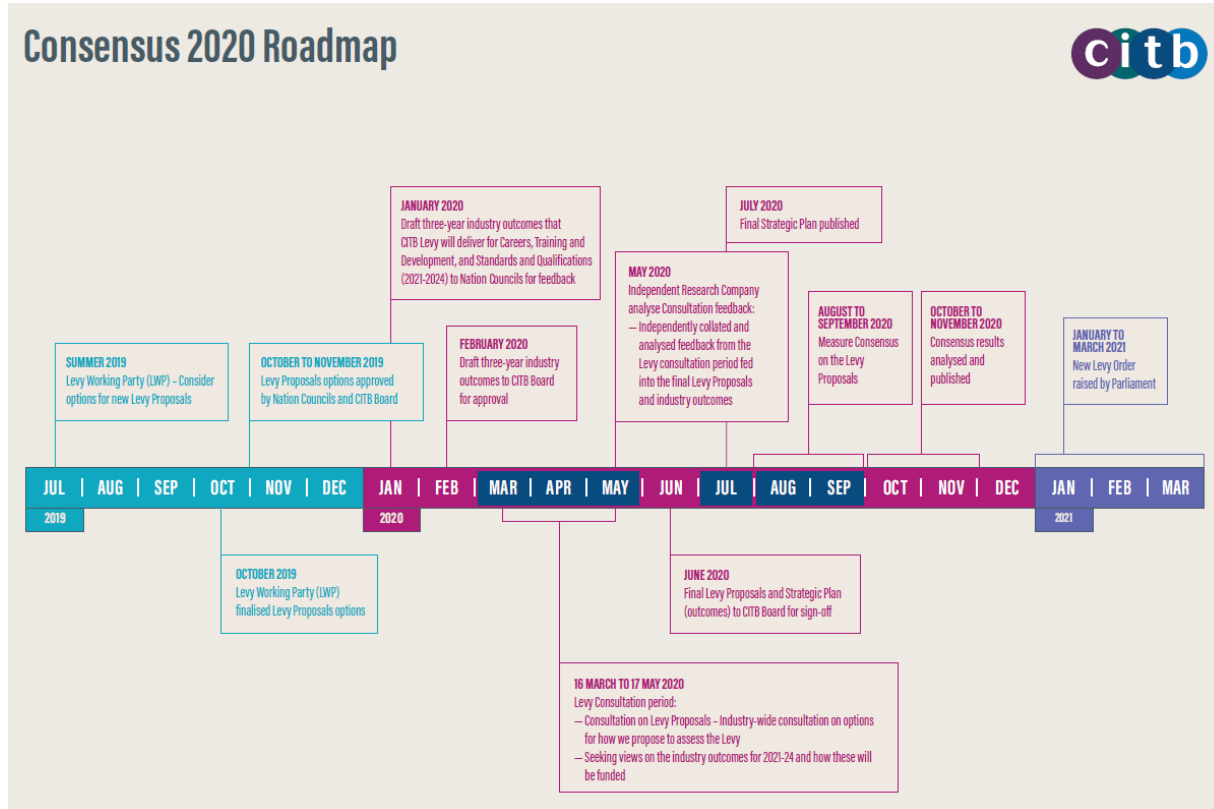 Consensus 2020 Roadmap
citb
JANUARY 2020
Draft three-year industry outcomes that
CITB Levy will deliver for Careers, Training and
Development, and Standards and Qualifications
(2021-2024) to Nation Councils for feedback
JULY 2020
Final Strategic Plan published
MAY 2020
Independent Research Company
analyse Consultation feedback:
— Independently collated and
analysed feedback from the
Levy consultation period fed
into the final Levy Proposals
and industry outcomes
SUMMER 2019
Levy Working Party (LWP) – Consider
options for new Levy Proposals
OCTOBER TO NOVEMBER 2019
Levy Proposals options approved
by Nation Councils and CITB Board
FEBRUARY 2020
Draft three-year industry
outcomes to CITB Board
for approval
AUGUST TO
SEPTEMBER 2020
Measure Consensus
on the Levy
Proposals
OCTOBER TO
NOVEMBER 2020
Consensus results
analysed and
published
JANUARY TO
MARCH 2021
New Levy Order
raised by Parliament
JUL | AUG | SEP | OCT | NOV | DEC JAN | FEB | MAR | APR | MAY | JUN | JUL | AUG | SEP | OCT | NOV | DEC JAN | FEB | MAR
2019 2020 2021
OCTOBER 2019
Levy Working Party (LWP)
finalised Levy Proposals options
JUNE 2020
Final Levy Proposals and Strategic Plan
(outcomes) to CITB Board for sign-off
16 MARCH TO 17 MAY 2020
Levy Consultation period:
— Consultation on Levy Proposals – Industry-wide consultation on options
for how we propose to assess the Levy
— Seeking views on the industry outcomes for 2021-24 and how these will
be funded